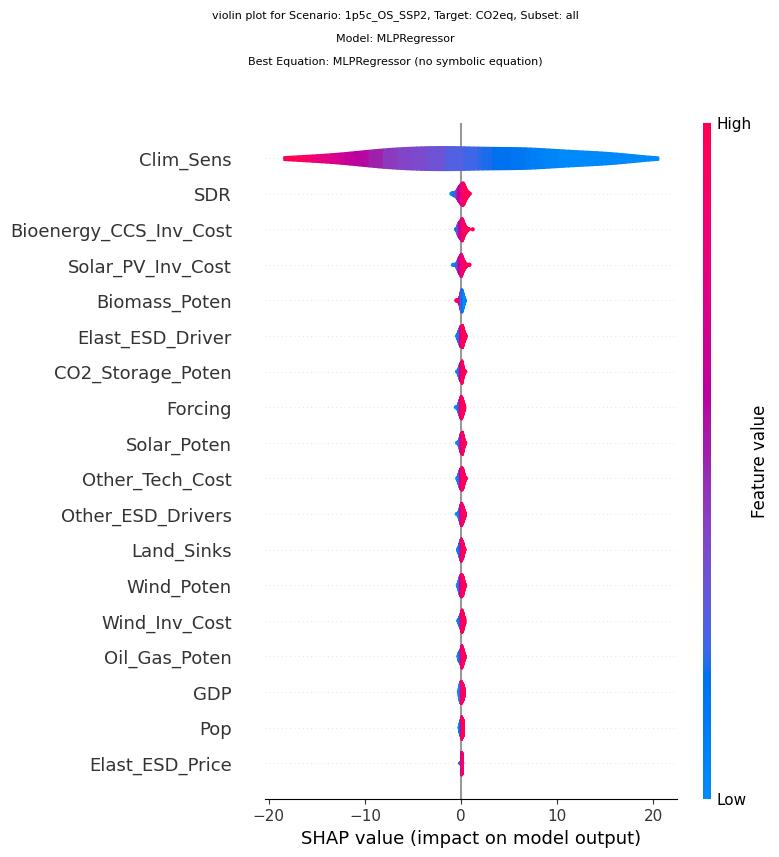 violin plot for Scenario: 1p5c_OS_SSP2, Target: CO2eq, Subset: all
Model: MLPRegressor
Best Equation: MLPRegressor (no symbolic equation)
High
Clim_Sens
SDR
Bioenergy_CCS_Inv_Cost
Solar_PV_Inv_Cost
Biomass_Poten
Elast_ESD_Driver
CO2_Storage_Poten
Forcing
Solar_Poten
Other_Tech_Cost
Other_ESD_Drivers
Land_Sinks
Wind_Poten
Wind_Inv_Cost
Oil_Gas_Poten
GDP
Pop
Elast_ESD_Price
Feature value
Low
−20 −10 0 10 20
SHAP value (impact on model output)